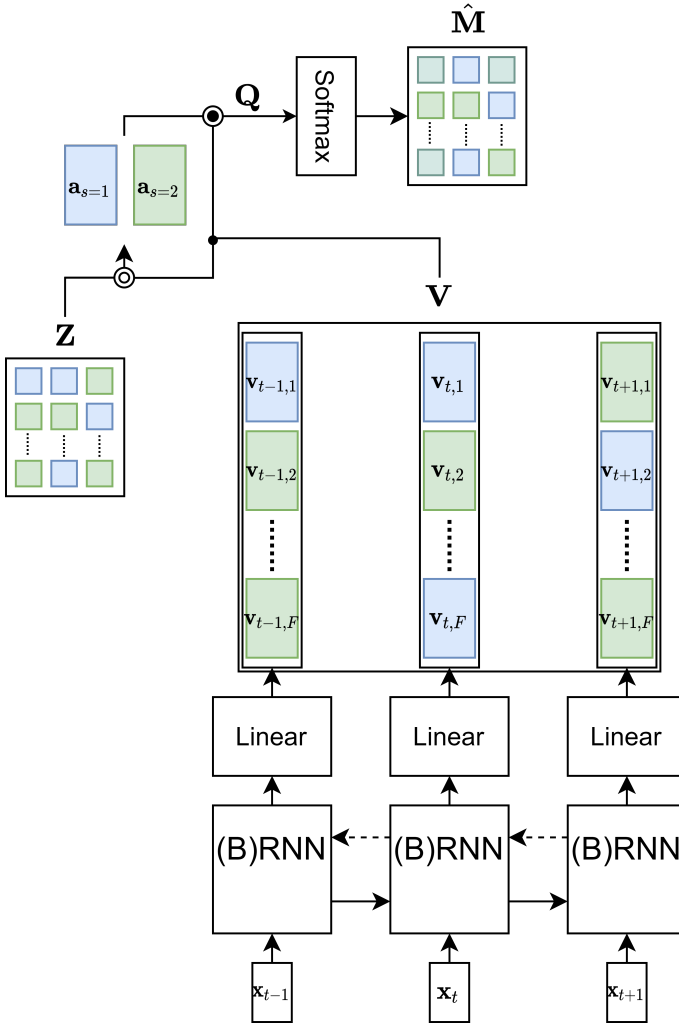 M̂
Q
Softmax
a_{s=1} a_{s=2}
V
Z
v_{t−1,1} v_{t,1} v_{t+1,1}
v_{t−1,2} v_{t,2} v_{t+1,2}
v_{t−1,F} v_{t,F} v_{t+1,F}
Linear Linear Linear
(B)RNN (B)RNN (B)RNN
x_{t−1} x_t x_{t+1}